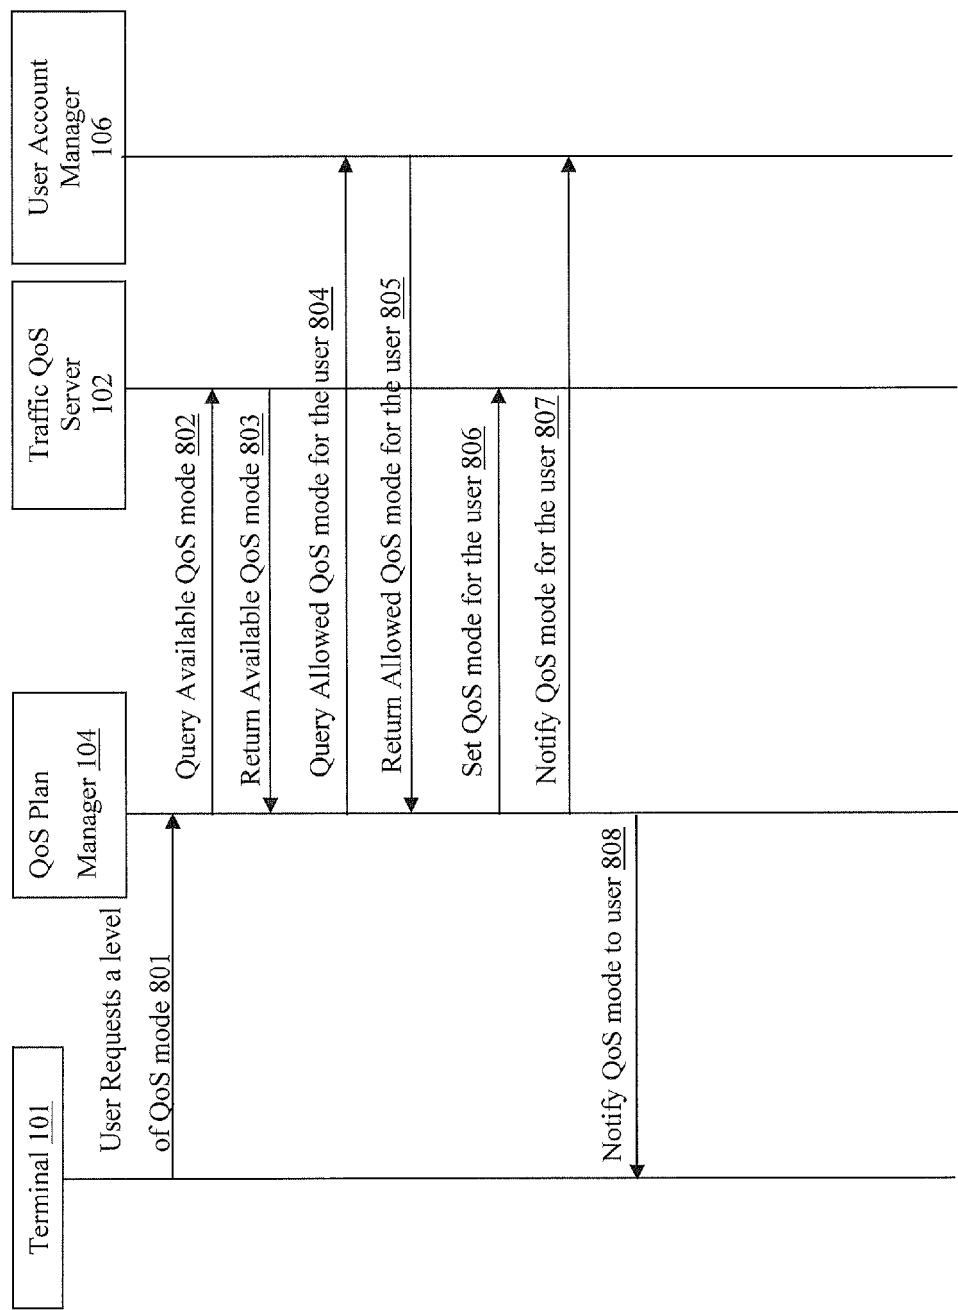 Terminal 101
QoS Plan
Manager 104
Traffic QoS
Server
102
User Account
Manager
106
User Requests a level
of QoS mode 801
Query Available QoS mode 802
Return Available QoS mode 803
Query Allowed QoS mode for the user 804
Return Allowed QoS mode for the user 805
Set QoS mode for the user 806
Notify QoS mode for the user 807
Notify QoS mode to user 808